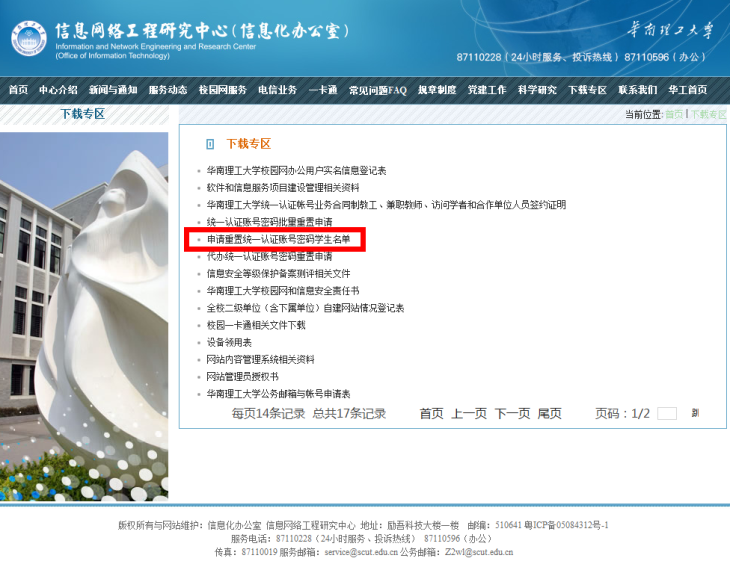 信息网络工程研究中心(信息化办公室)
Information and Network Engineering and Research Center
(Office of Information Technology)
华南理工大学
87110228(24小时服务、投诉热线) 87110596(办公)
首页 中心介绍 新闻与通知 服务动态 校园网服务 电信业务 一卡通 常见问题FAQ 规章制度 党建工作 科学研究 下载专区 联系我们 华工首页
下载专区
当前位置:首页 | 下载专区
下载专区
华南理工大学校园网办公用户实名信息登记表
软件和信息服务项目建设管理相关资料
华南理工大学统一认证帐号业务合同制教工、兼职教师、访问学者和合作单位人员签约证明
统一认证账号密码批量重置申请
申请重置统一认证账号密码学生名单
代办统一认证账号密码重置申请
信息安全等级保护备案测评相关文件
华南理工大学校园网和信息安全责任书
全校二级单位(含下属单位)自建网站情况登记表
校园一卡通相关文件下载
设备领用表
网站内容管理系统相关资料
网站管理员授权书
华南理工大学公务邮箱与帐号申请表
每页14条记录 总共17条记录 首页 上一页 下一页 尾页 页码:1/2
版权所有与网站维护:信息化办公室 信息网络工程研究中心 地址:励吾科技大楼一楼 邮编:510641 粤ICP备05084312号-1
服务电话:87110228(24小时服务、投诉热线) 87110596(办公)
传真:87110019 服务邮箱:service@scut.edu.cn 公务邮箱:Z2wl@scut.edu.cn